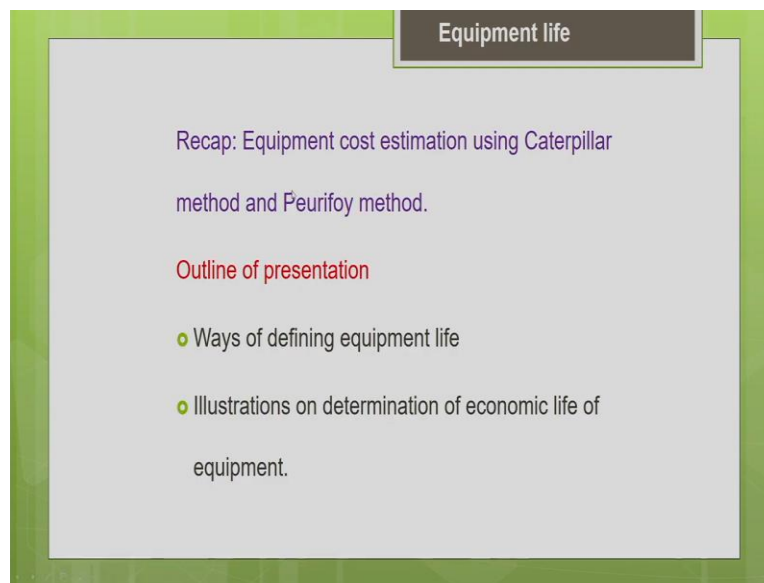 Equipment life
Recap: Equipment cost estimation using Caterpillar
method and Peurifoy method.
Outline of presentation
Ways of defining equipment life
Illustrations on determination of economic life of
equipment.